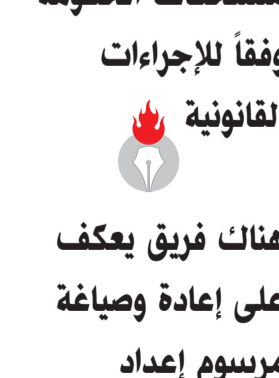 وفقاً للإجراءات
القانونية
هناك فريق يعكف
على إعادة وصياغة
مرسوم إعداد